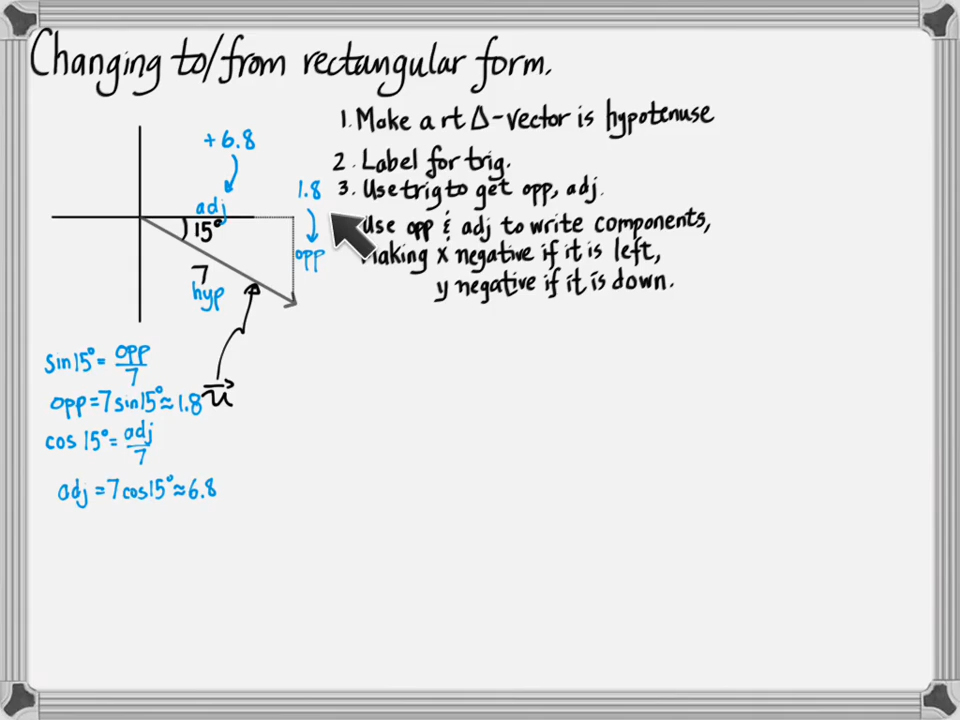 Changing to/from rectangular form.
1. Make a rt Δ-vector is hypotenuse
2. Label for trig.
3. Use trig to get opp, adj.
Use opp & adj to write components,
making x negative if it is left,
y negative if it is down.
+6.8
adj
15°
1.8
opp
7
hyp
u⃗
sin 15° = opp/7
opp = 7 sin 15° ≈ 1.8
cos 15° = adj/7
adj = 7 cos 15° ≈ 6.8